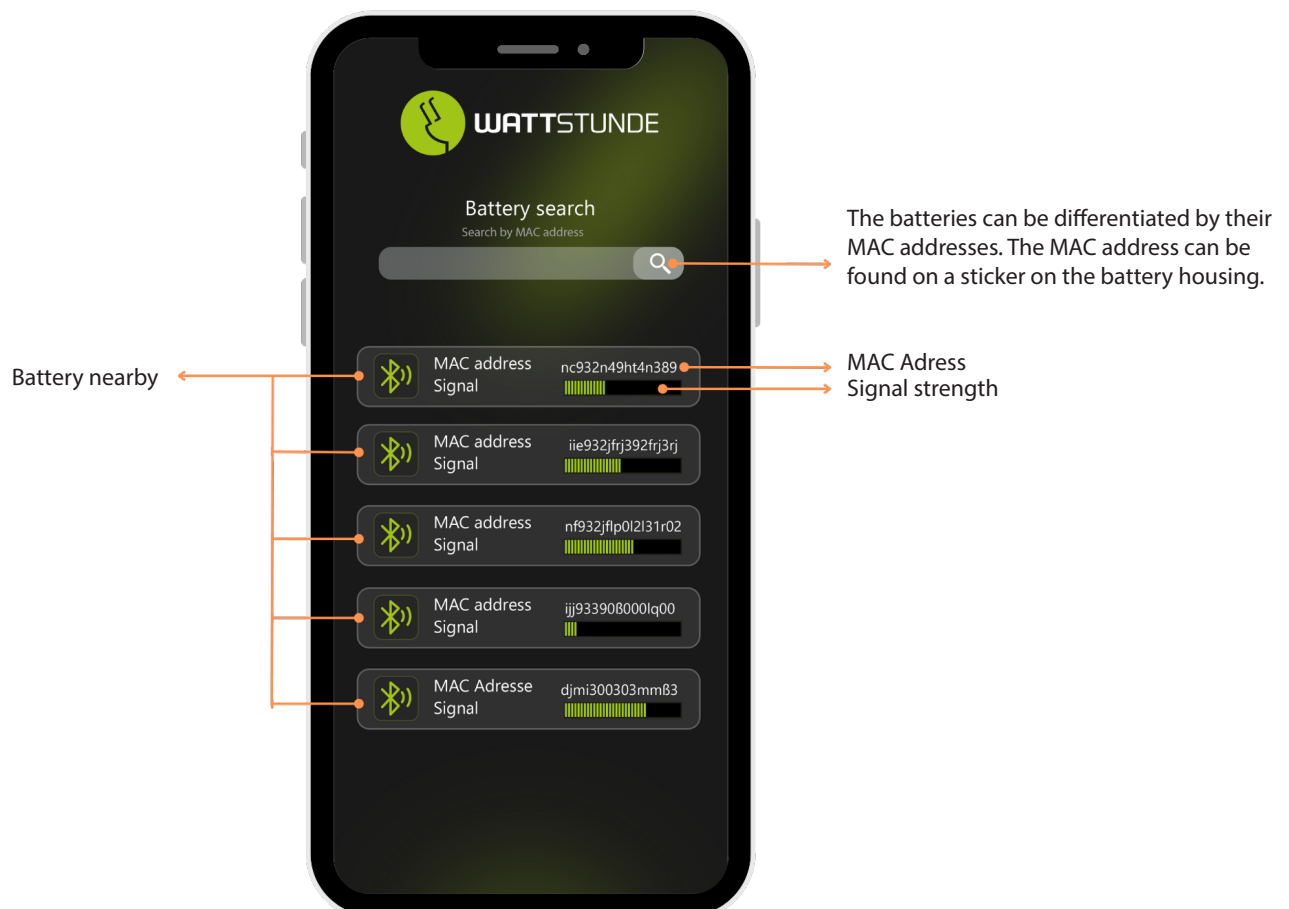 WATTSTUNDE
Battery search
Search by MAC address
The batteries can be differentiated by their
MAC addresses. The MAC address can be
found on a sticker on the battery housing.
Battery nearby
MAC address nc932n49ht4n389
Signal
MAC Adress
Signal strength
MAC address iie932jfrj392frj3rj
Signal
MAC address nf932jflp0l2l31r02
Signal
MAC address ijj93390ß000lq00
Signal
MAC Adresse djmi300303mmß3
Signal